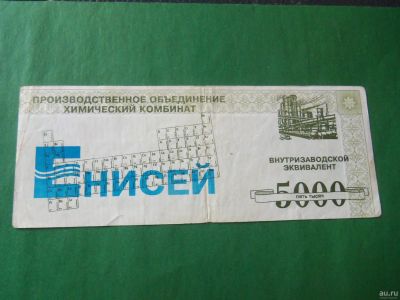 ПРОИЗВОДСТВЕННОЕ ОБЪЕДИНЕНИЕ
ХИМИЧЕСКИЙ КОМБИНАТ
ЕНИСЕЙ
ВНУТРИЗАВОДСКОЙ
ЭКВИВАЛЕНТ
5000
ПЯТЬ ТЫСЯЧ
au.ru